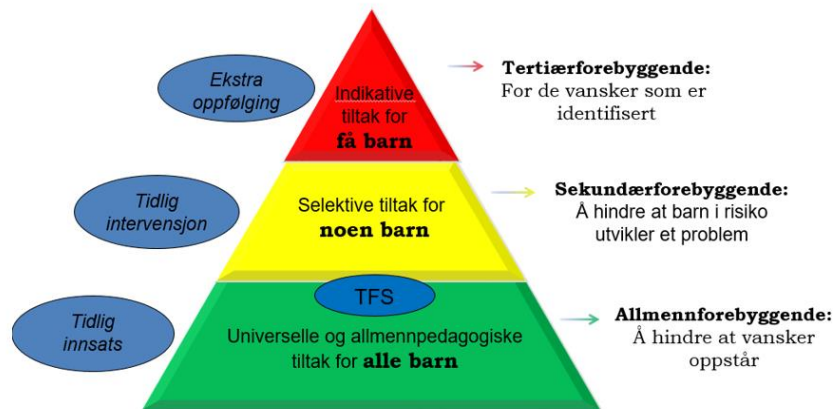 Ekstra
oppfølging
Indikative
tiltak for
få barn
Tertiærforebyggende:
For de vansker som er
identifisert
Tidlig
intervensjon
Selektive tiltak for
noen barn
Sekundærforebyggende:
Å hindre at barn i risiko
utvikler et problem
Tidlig
innsats
TFS
Universelle og allmennpedagogiske
tiltak for alle barn
Allmennforebyggende:
Å hindre at vansker
oppstår